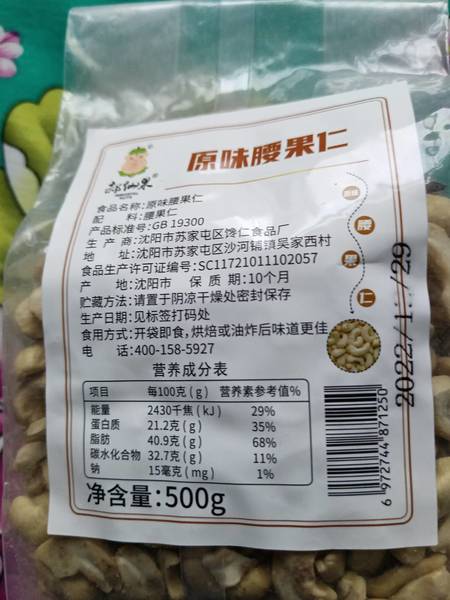 原味腰果仁
食品名称:原味腰果仁
配 料:腰果仁
产品标准号:GB 19300
生 产 商:沈阳市苏家屯区馋仁食品厂
地 址:沈阳市苏家屯区沙河铺镇吴家西村
食品生产许可证编号:SC11721011102057
产 地:沈阳市 保 质 期:10个月
贮藏方法:请置于阴凉干燥处密封保存
生产日期:见标签打码处
食用方式:开袋即食,烘焙或油炸后味道更佳
电 话:400-158-5927
营养成分表
项目 每100克(g) 营养素参考值%
能量 2430千焦(kJ) 29%
蛋白质 21.2克(g) 35%
脂肪 40.9克(g) 68%
碳水化合物 32.7克(g) 11%
钠 15毫克(mg) 1%
净含量:500g
原味
腰
果
仁
6 972744 871250